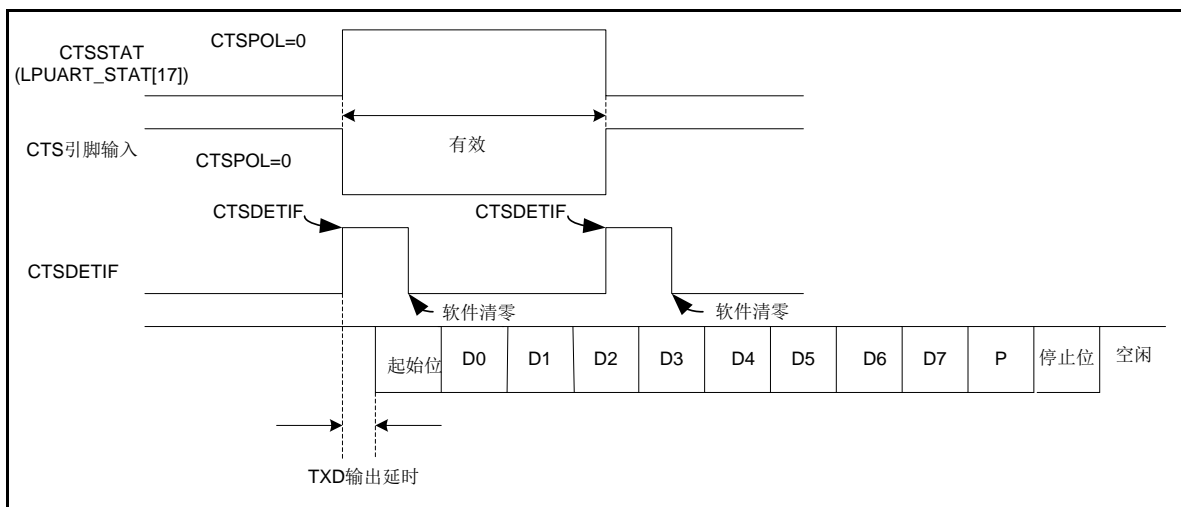 CTSPOL=0
CTSSTAT
(LPUART_STAT[17])
有效
CTS引脚输入
CTSPOL=0
CTSDETIF
CTSDETIF
CTSDETIF
软件清零
软件清零
起始位 D0 D1 D2 D3 D4 D5 D6 D7 P 停止位 空闲
TXD输出延时